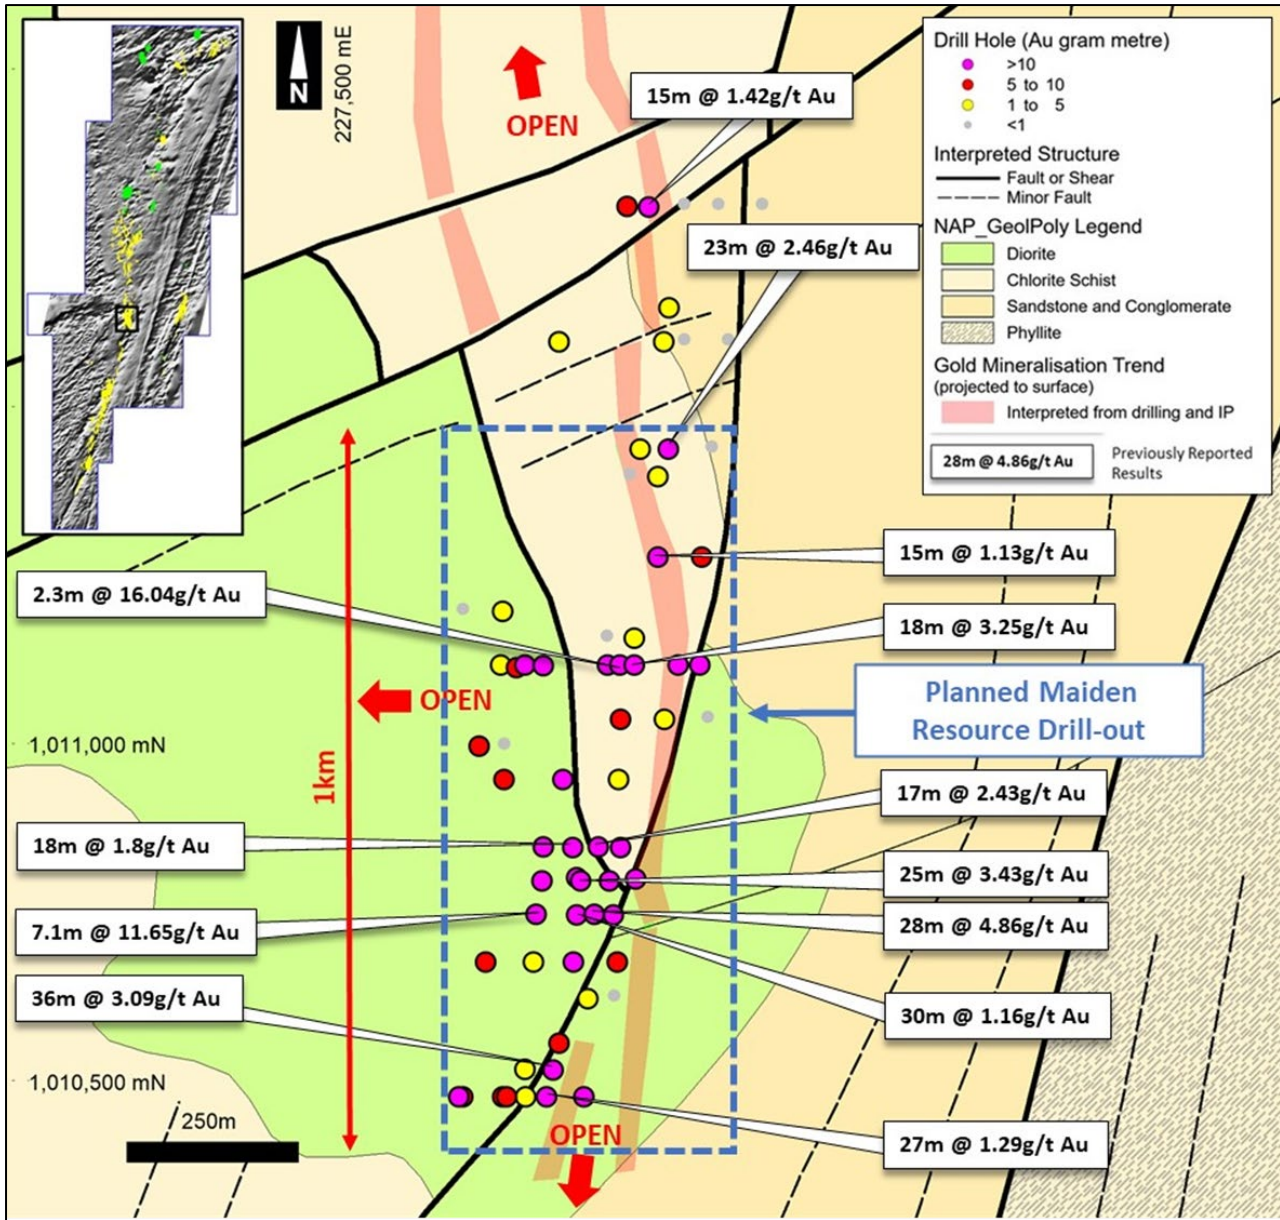 N
227,500 mE
OPEN
15m @ 1.42g/t Au
23m @ 2.46g/t Au
Drill Hole (Au gram metre)
>10
5 to 10
1 to 5
<1
Interpreted Structure
Fault or Shear
Minor Fault
NAP_GeolPoly Legend
Diorite
Chlorite Schist
Sandstone and Conglomerate
Phyllite
Gold Mineralisation Trend
(projected to surface)
Interpreted from drilling and IP
28m @ 4.86g/t Au
Previously Reported
Results
15m @ 1.13g/t Au
2.3m @ 16.04g/t Au
18m @ 3.25g/t Au
OPEN
Planned Maiden
Resource Drill-out
1,011,000 mN
1km
17m @ 2.43g/t Au
18m @ 1.8g/t Au
25m @ 3.43g/t Au
7.1m @ 11.65g/t Au
28m @ 4.86g/t Au
36m @ 3.09g/t Au
30m @ 1.16g/t Au
1,010,500 mN
250m
OPEN
27m @ 1.29g/t Au